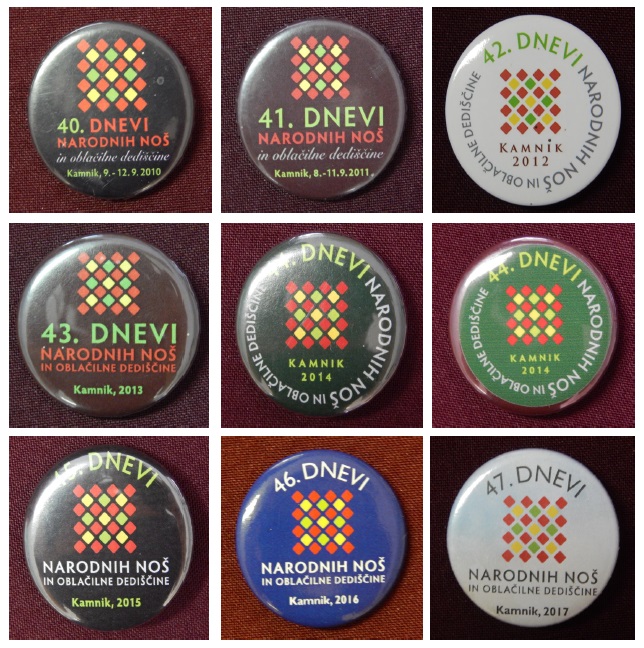 40. DNEVI
NARODNIH NOŠ
in oblačilne dediščine
Kamnik, 9.-12.9.2010
41. DNEVI
NARODNIH NOŠ
in oblačilne dediščine
Kamnik, 8.-11.9.2011
42. DNEVI NARODNIH NOŠ IN OBLAČILNE DEDIŠČINE
KAMNIK
2012
43. DNEVI
NARODNIH NOŠ
IN OBLAČILNE DEDIŠČINE
Kamnik, 2013
DNEVI NARODNIH NOŠ IN OBLAČILNE DEDIŠČINE
KAMNIK
2014
44. DNEVI NARODNIH NOŠ IN OBLAČILNE DEDIŠČINE
KAMNIK
2014
DNEVI
NARODNIH NOŠ
IN OBLAČILNE DEDIŠČINE
Kamnik, 2015
46. DNEVI
NARODNIH NOŠ
IN OBLAČILNE DEDIŠČINE
Kamnik, 2016
47. DNEVI
NARODNIH NOŠ
IN OBLAČILNE DEDIŠČINE
Kamnik, 2017